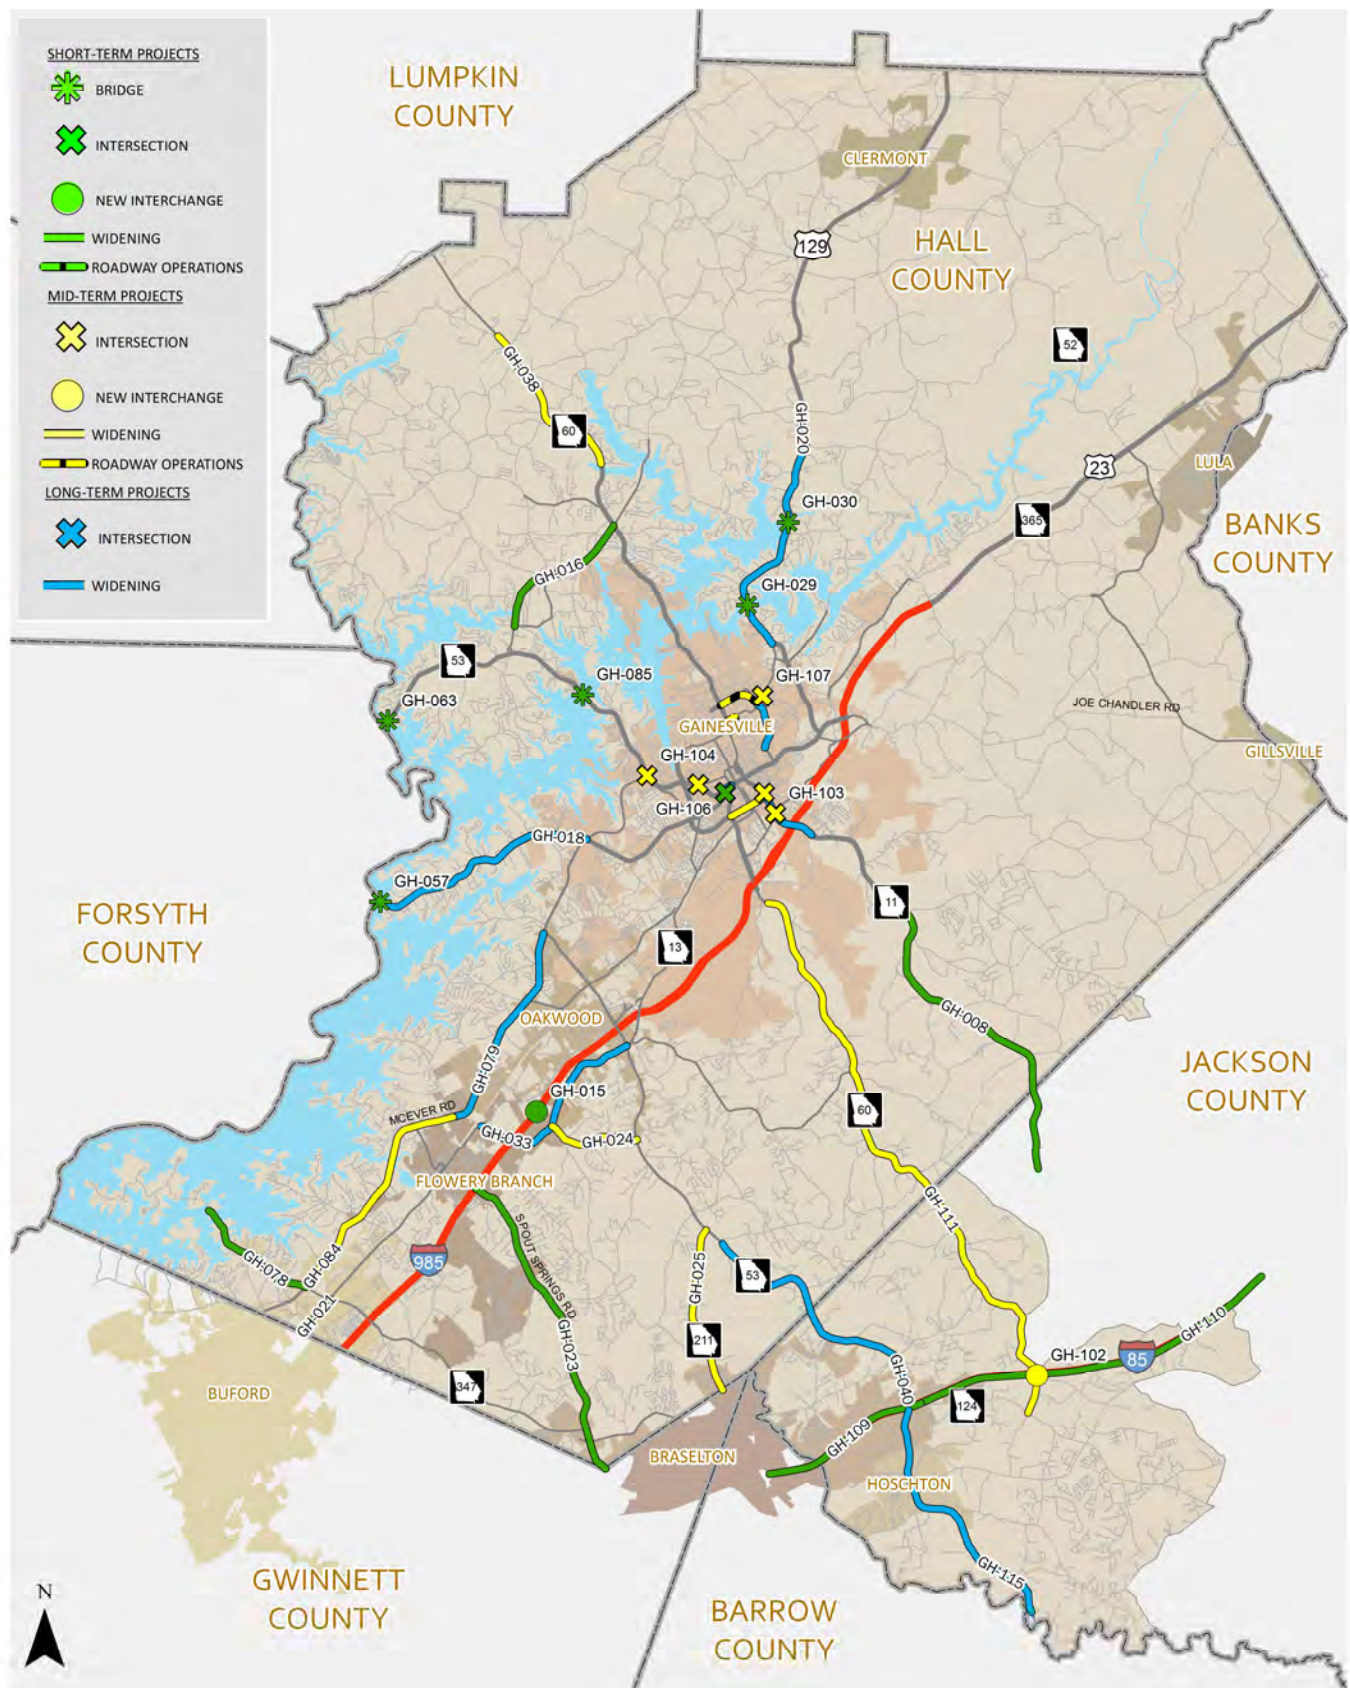 SHORT-TERM PROJECTS
BRIDGE
INTERSECTION
NEW INTERCHANGE
WIDENING
ROADWAY OPERATIONS
MID-TERM PROJECTS
INTERSECTION
NEW INTERCHANGE
WIDENING
ROADWAY OPERATIONS
LONG-TERM PROJECTS
INTERSECTION
WIDENING
LUMPKIN
COUNTY
CLERMONT
129
HALL
COUNTY
52
GH-038
60
GH-020
LULA
23
365
GH-030
BANKS
COUNTY
GH-016
GH-029
53
GH-063
GH-085
GH-107
GAINESVILLE
JOE CHANDLER RD
GILLSVILLE
GH-104
GH-106
GH-103
GH-018
GH-057
11
FORSYTH
COUNTY
13
OAKWOOD
GH-008
GH-079
JACKSON
COUNTY
GH-015
MCEVER RD
GH-033
GH-024
60
FLOWERY BRANCH
GH-111
SPOUT SPRINGS RD
GH-078
GH-084
GH-021
985
GH-025
53
GH-023
211
GH-040
GH-102
85
GH-110
347
BUFORD
124
GH-109
BRASELTON
HOSCHTON
GH-115
GWINNETT
COUNTY
BARROW
COUNTY
N